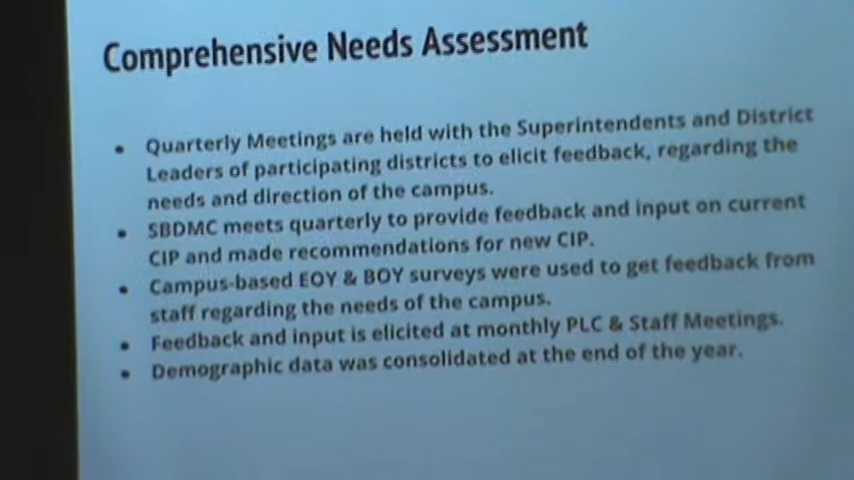 Comprehensive Needs Assessment
• Quarterly Meetings are held with the Superintendents and District
Leaders of participating districts to elicit feedback, regarding the
needs and direction of the campus.
• SBDMC meets quarterly to provide feedback and input on current
CIP and made recommendations for new CIP.
• Campus-based EOY & BOY surveys were used to get feedback from
staff regarding the needs of the campus.
• Feedback and input is elicited at monthly PLC & Staff Meetings.
• Demographic data was consolidated at the end of the year.